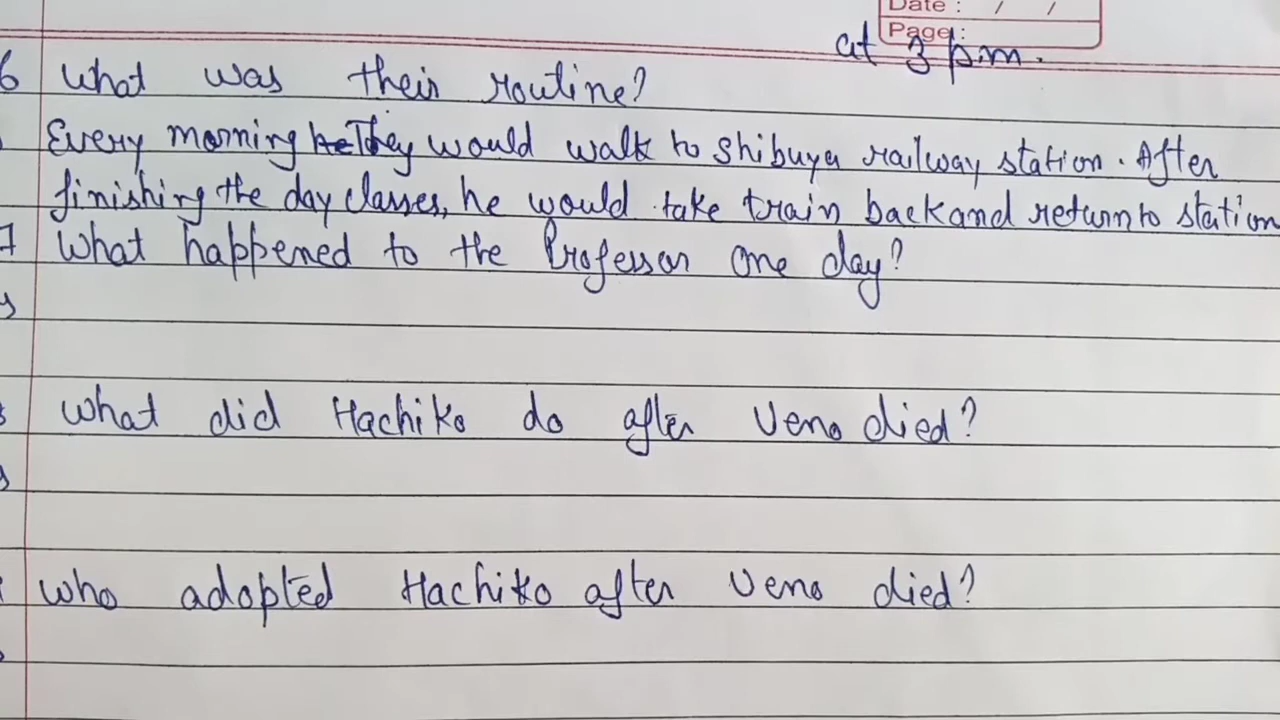 Date : / /
Page :
at 3 p.m.
6 What was their routine?
Every morning he They would walk to Shibuya railway station. After
finishing the day classes, he would take train back and return to station
7 What happened to the Professor one day?
What did Hachiko do after Ueno died?
Who adopted Hachiko after Ueno died?